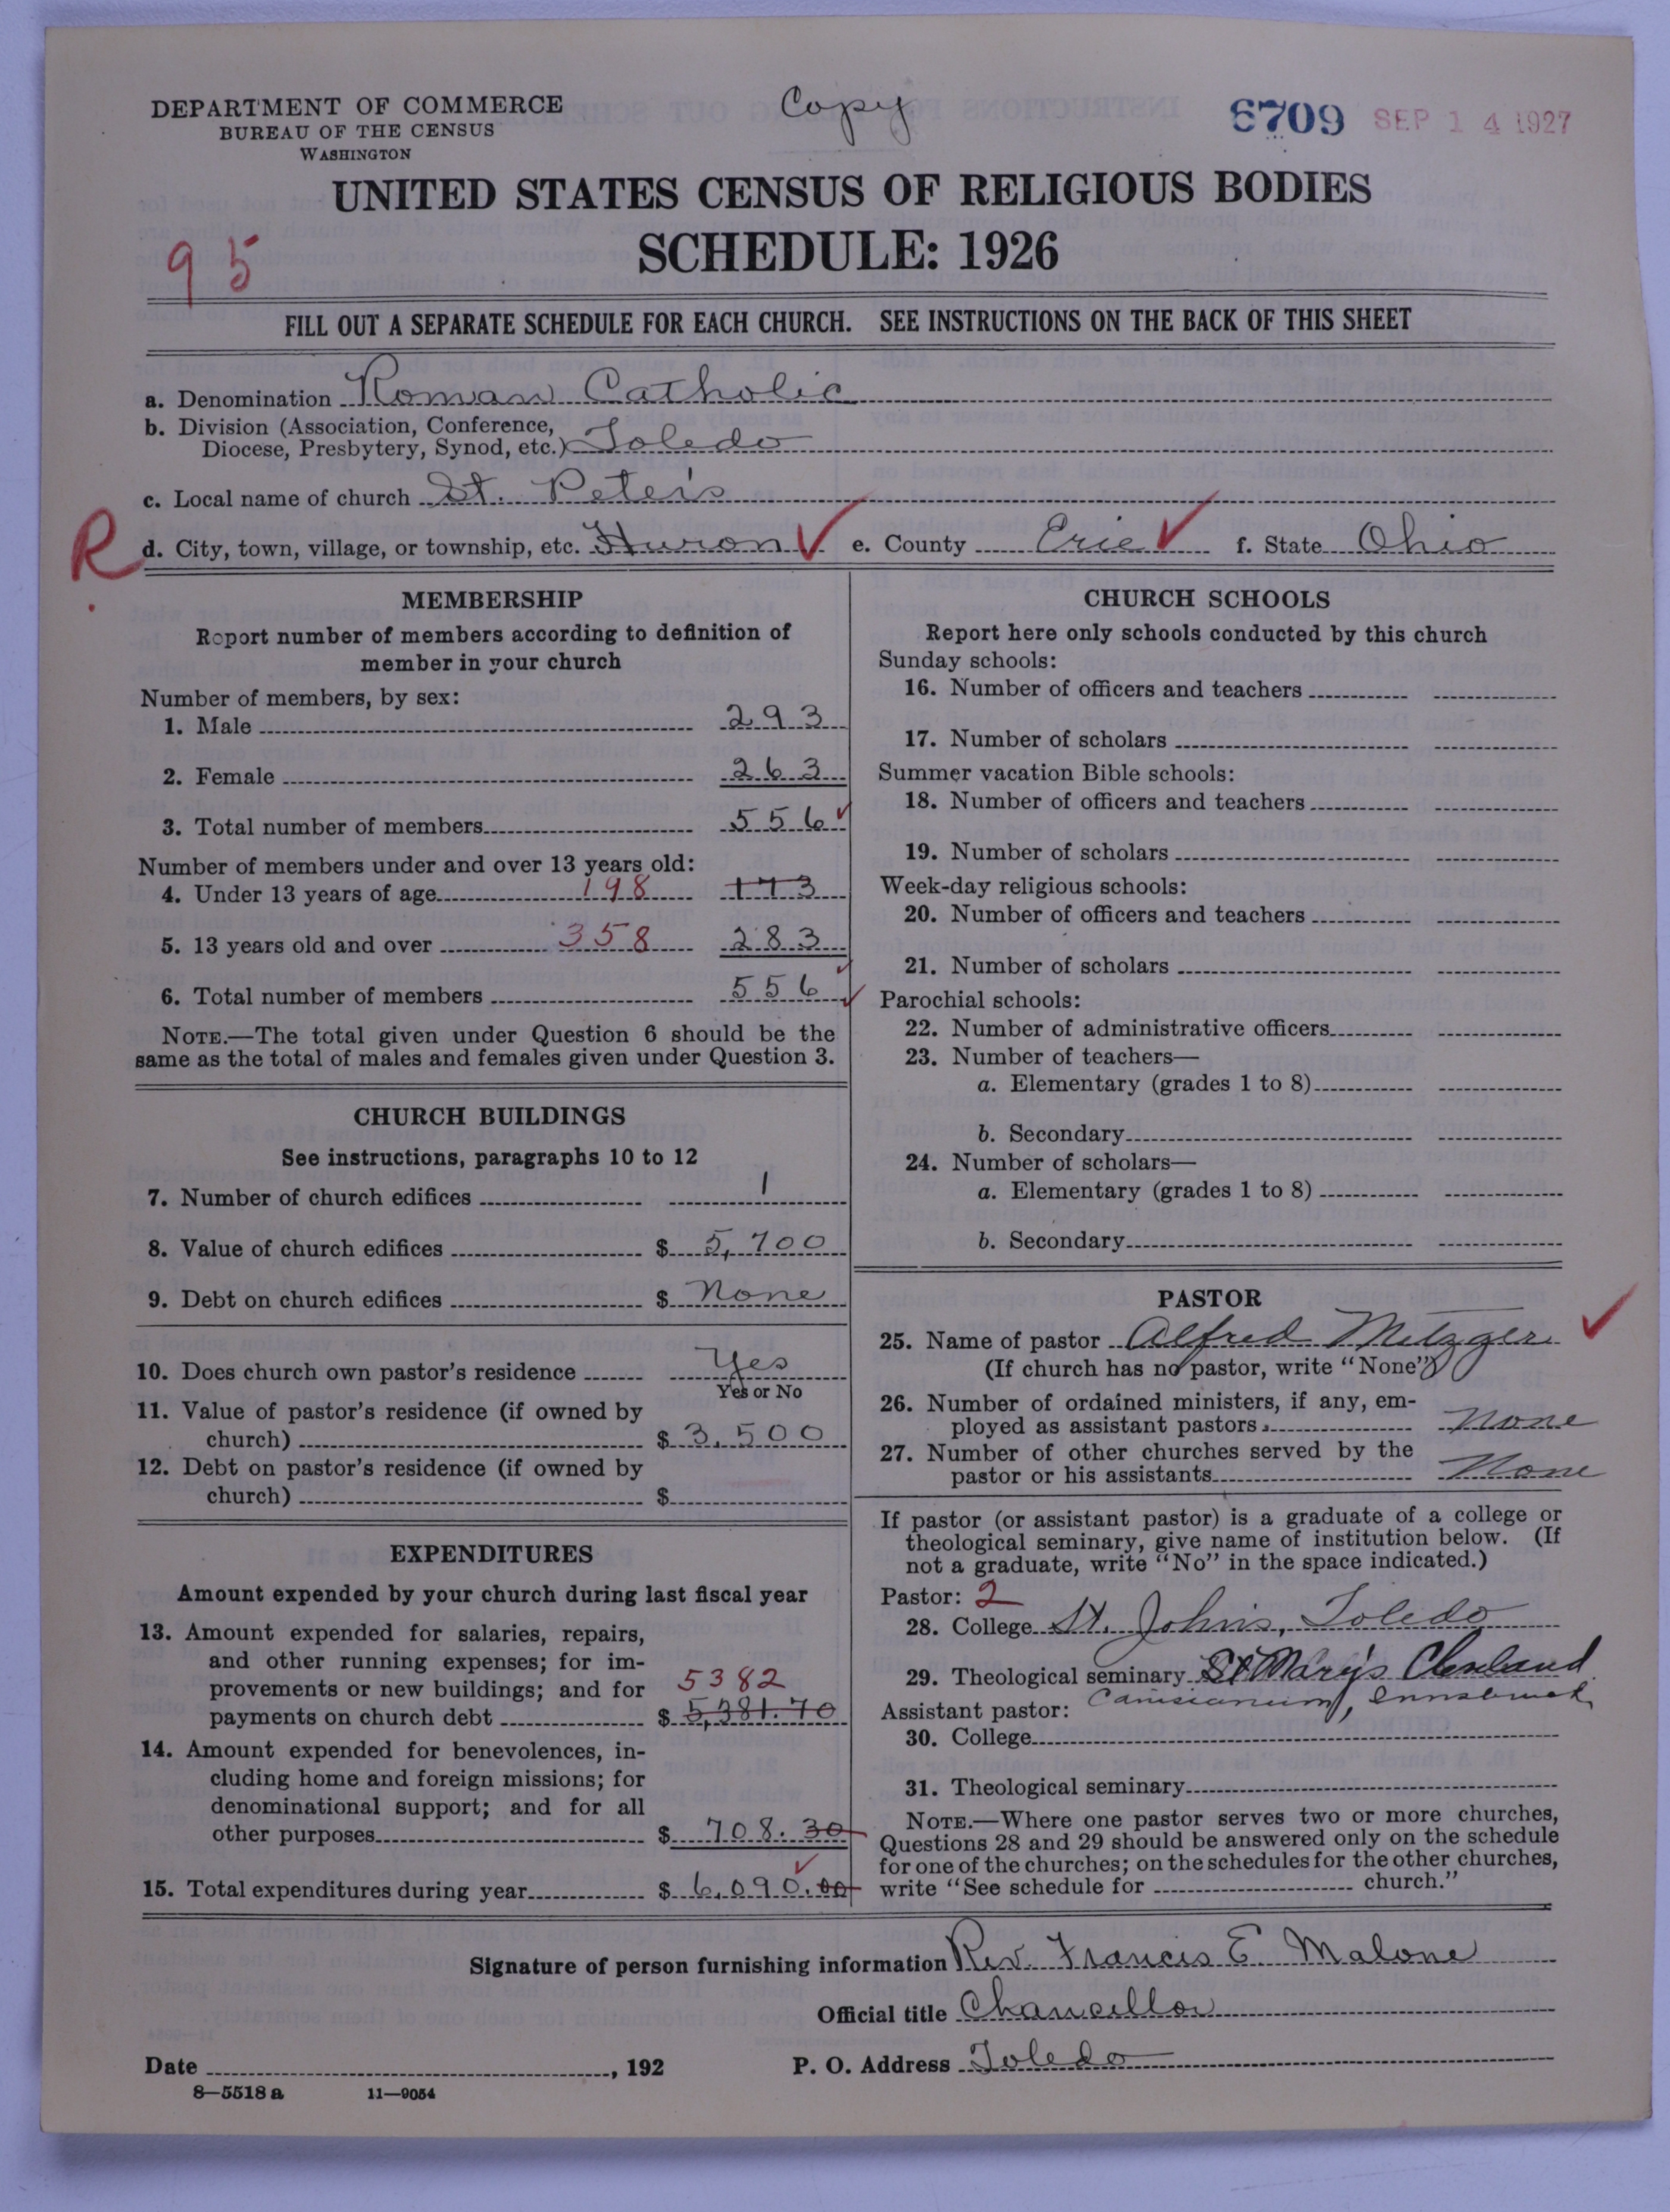 DEPARTMENT OF COMMERCE
BUREAU OF THE CENSUS
WASHINGTON
Copy
6709 SEP 14 1927
UNITED STATES CENSUS OF RELIGIOUS BODIES
SCHEDULE: 1926
95
FILL OUT A SEPARATE SCHEDULE FOR EACH CHURCH. SEE INSTRUCTIONS ON THE BACK OF THIS SHEET
a. Denomination Roman Catholic
b. Division (Association, Conference,
Diocese, Presbytery, Synod, etc.) Toledo
c. Local name of church St. Peter's
R d. City, town, village, or township, etc. Huron e. County Erie f. State Ohio
MEMBERSHIP
Report number of members according to definition of
member in your church
Number of members, by sex:
1. Male 293
2. Female 263
3. Total number of members 556
Number of members under and over 13 years old:
4. Under 13 years of age 198 173
5. 13 years old and over 358 283
6. Total number of members 556
NOTE.—The total given under Question 6 should be the
same as the total of males and females given under Question 3.
CHURCH BUILDINGS
See instructions, paragraphs 10 to 12
7. Number of church edifices 1
8. Value of church edifices $ 5,700
9. Debt on church edifices $ None
10. Does church own pastor's residence Yes
Yes or No
11. Value of pastor's residence (if owned by
church) $ 3,500
12. Debt on pastor's residence (if owned by
church) $
EXPENDITURES
Amount expended by your church during last fiscal year
13. Amount expended for salaries, repairs,
and other running expenses; for im-
provements or new buildings; and for 5382
payments on church debt $ 5,381.70
14. Amount expended for benevolences, in-
cluding home and foreign missions; for
denominational support; and for all
other purposes $ 708.30
15. Total expenditures during year $ 6,090.00
CHURCH SCHOOLS
Report here only schools conducted by this church
Sunday schools:
16. Number of officers and teachers
17. Number of scholars
Summer vacation Bible schools:
18. Number of officers and teachers
19. Number of scholars
Week-day religious schools:
20. Number of officers and teachers
21. Number of scholars
Parochial schools:
22. Number of administrative officers
23. Number of teachers—
a. Elementary (grades 1 to 8)
b. Secondary
24. Number of scholars—
a. Elementary (grades 1 to 8)
b. Secondary
PASTOR
25. Name of pastor Alfred Metzger
(If church has no pastor, write "None")
26. Number of ordained ministers, if any, em-
ployed as assistant pastors None
27. Number of other churches served by the
pastor or his assistants None
If pastor (or assistant pastor) is a graduate of a college or
theological seminary, give name of institution below. (If
not a graduate, write "No" in the space indicated.)
Pastor: 2
28. College St. John's, Toledo
29. Theological seminary St Mary's Cleveland
Canisianum, Innsbruck
Assistant pastor:
30. College
31. Theological seminary
NOTE.—Where one pastor serves two or more churches,
Questions 28 and 29 should be answered only on the schedule
for one of the churches; on the schedules for the other churches,
write "See schedule for church."
Signature of person furnishing information Rev. Francis E Malone
Official title Chancellor
Date , 192 P. O. Address Toledo
8—5518 a 11—9054